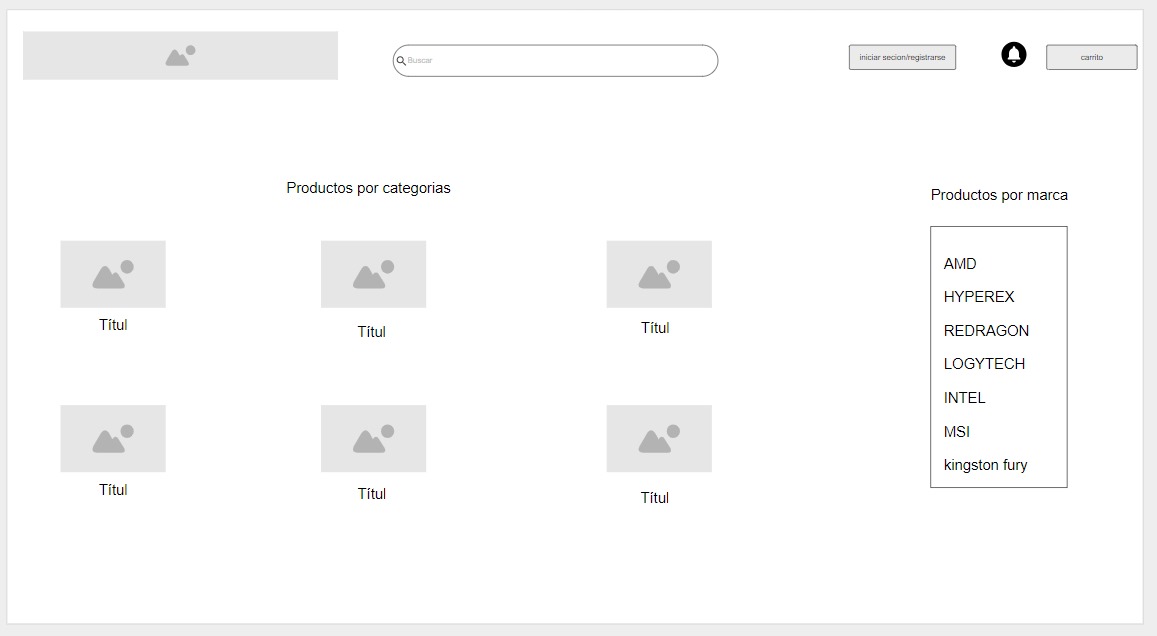 Buscar
iniciar secion/registrarse
carrito
Productos por categorias
Productos por marca
Títul
Títul
Títul
Títul
Títul
Títul
AMD
HYPEREX
REDRAGON
LOGYTECH
INTEL
MSI
kingston fury